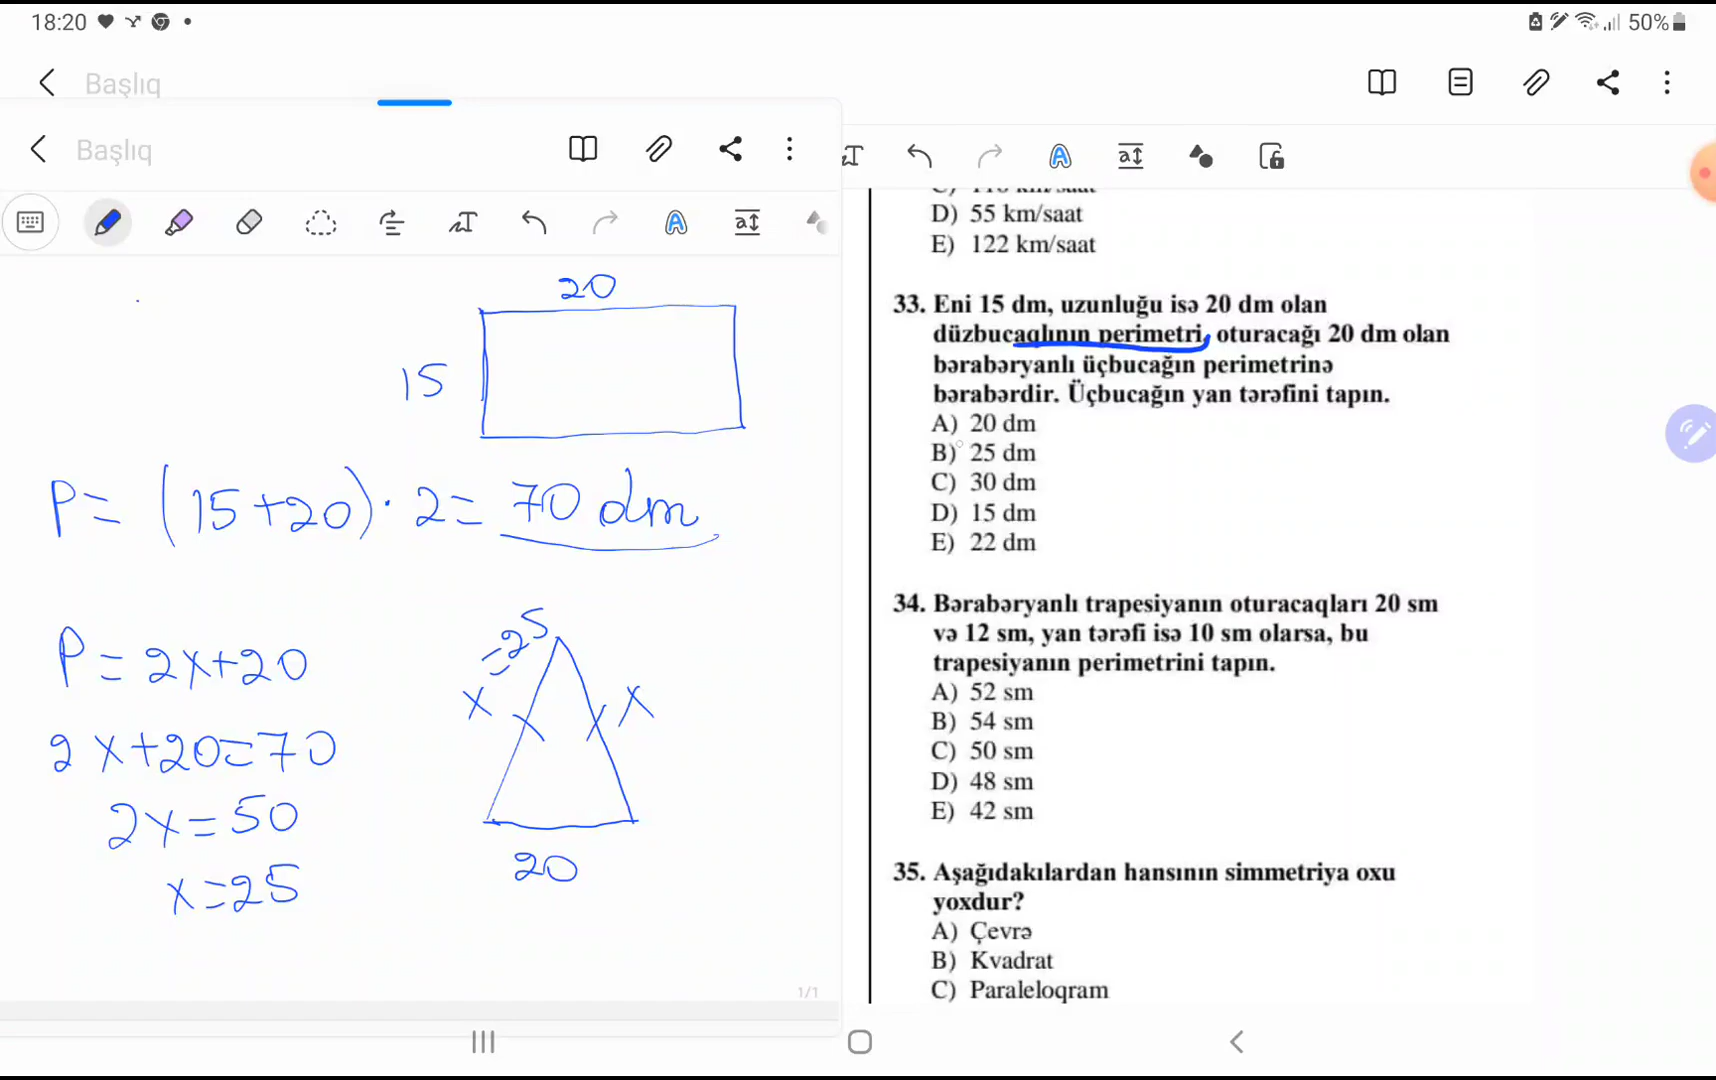 18:20
50%
Başlıq
Başlıq
20
15
P = (15+20)·2= 70 dm
P = 2x+20
2x+20=70
2x=50
x=25
=25
x
x
20
1/1
D) 55 km/saat
E) 122 km/saat
33. Eni 15 dm, uzunluğu isə 20 dm olan
düzbucaqlının perimetri, oturacağı 20 dm olan
bərabəryanlı üçbucağın perimetrinə
bərabərdir. Üçbucağın yan tərəfini tapın.
A) 20 dm
B) 25 dm
C) 30 dm
D) 15 dm
E) 22 dm
34. Bərabəryanlı trapesiyanın oturacaqları 20 sm
və 12 sm, yan tərəfi isə 10 sm olarsa, bu
trapesiyanın perimetrini tapın.
A) 52 sm
B) 54 sm
C) 50 sm
D) 48 sm
E) 42 sm
35. Aşağıdakılardan hansının simmetriya oxu
yoxdur?
A) Çevrə
B) Kvadrat
C) Paraleloqram